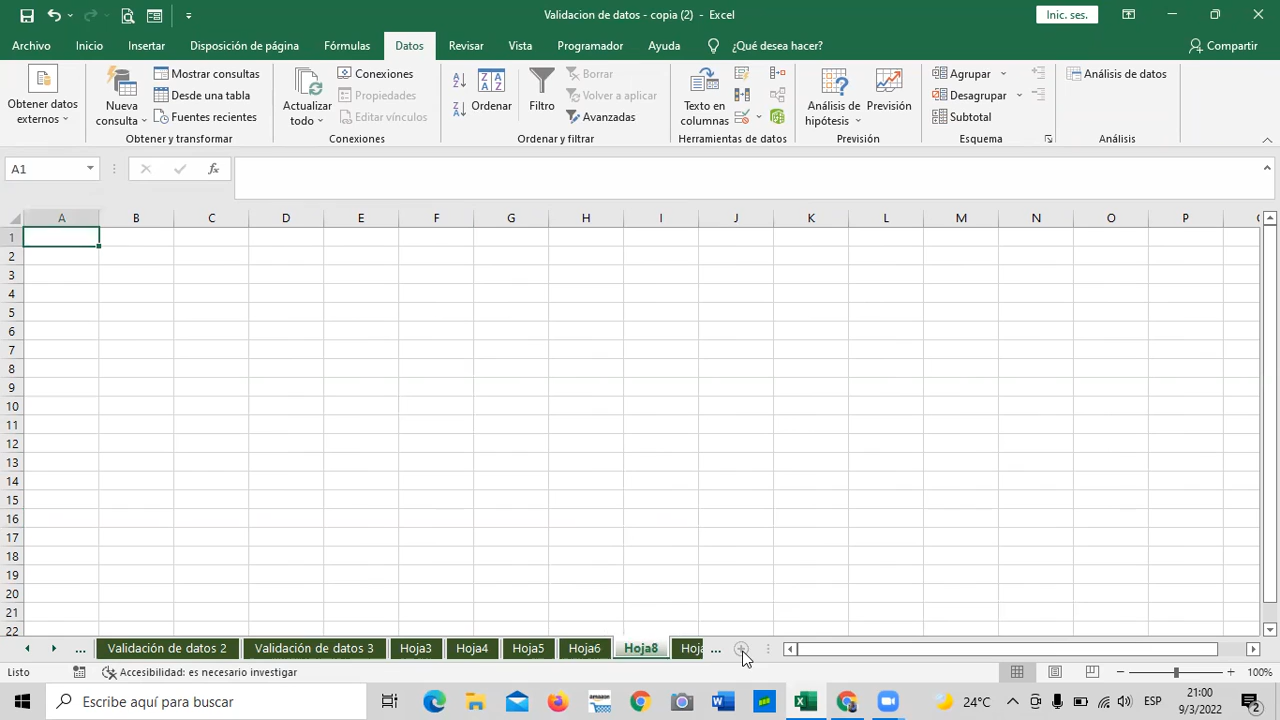 Validacion de datos - copia (2) - Excel
Inic. ses.
Archivo Inicio Insertar Disposición de página Fórmulas Datos Revisar Vista Programador Ayuda ¿Qué desea hacer? Compartir
Obtener datos externos
Nueva consulta
Mostrar consultas
Desde una tabla
Fuentes recientes
Obtener y transformar
Actualizar todo
Conexiones
Propiedades
Editar vínculos
Conexiones
Ordenar
Filtro
Borrar
Volver a aplicar
Avanzadas
Ordenar y filtrar
Texto en columnas
Herramientas de datos
Análisis de hipótesis
Previsión
Previsión
Agrupar
Desagrupar
Subtotal
Esquema
Análisis de datos
Análisis
A1
fx
A B C D E F G H I J K L M N O P
1
2
3
4
5
6
7
8
9
10
11
12
13
14
15
16
17
18
19
20
21
22
... Validación de datos 2 Validación de datos 3 Hoja3 Hoja4 Hoja5 Hoja6 Hoja8 ...
Listo Accesibilidad: es necesario investigar 100%
Escribe aquí para buscar
24°C
ESP
21:00
9/3/2022
2